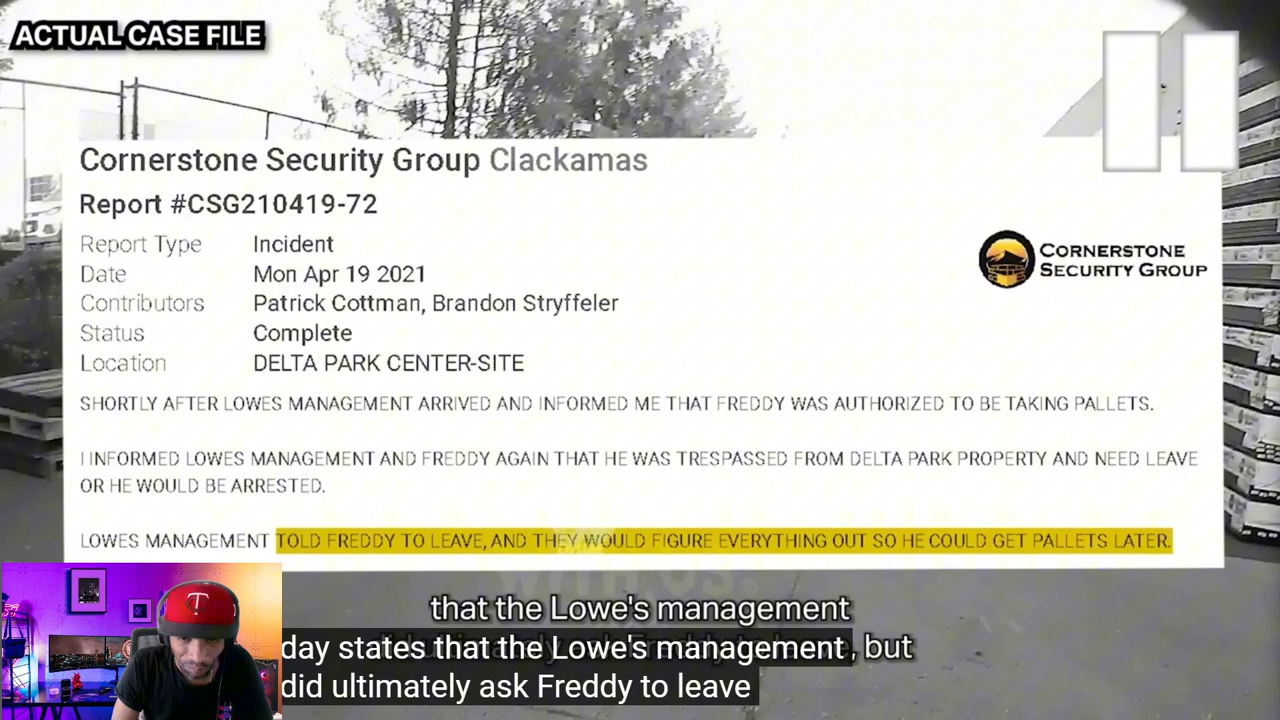 ACTUAL CASE FILE
Cornerstone Security Group Clackamas
Report #CSG210419-72
Report Type Incident
Date Mon Apr 19 2021
Contributors Patrick Cottman, Brandon Stryffeler
Status Complete
Location DELTA PARK CENTER-SITE
CORNERSTONE
SECURITY GROUP
SHORTLY AFTER LOWES MANAGEMENT ARRIVED AND INFORMED ME THAT FREDDY WAS AUTHORIZED TO BE TAKING PALLETS.
I INFORMED LOWES MANAGEMENT AND FREDDY AGAIN THAT HE WAS TRESPASSED FROM DELTA PARK PROPERTY AND NEED LEAVE
OR HE WOULD BE ARRESTED.
LOWES MANAGEMENT TOLD FREDDY TO LEAVE, AND THEY WOULD FIGURE EVERYTHING OUT SO HE COULD GET PALLETS LATER.
WITH US.
that the Lowe's management
day states that the Lowe's management, but
did ultimately ask Freddy to leave
T